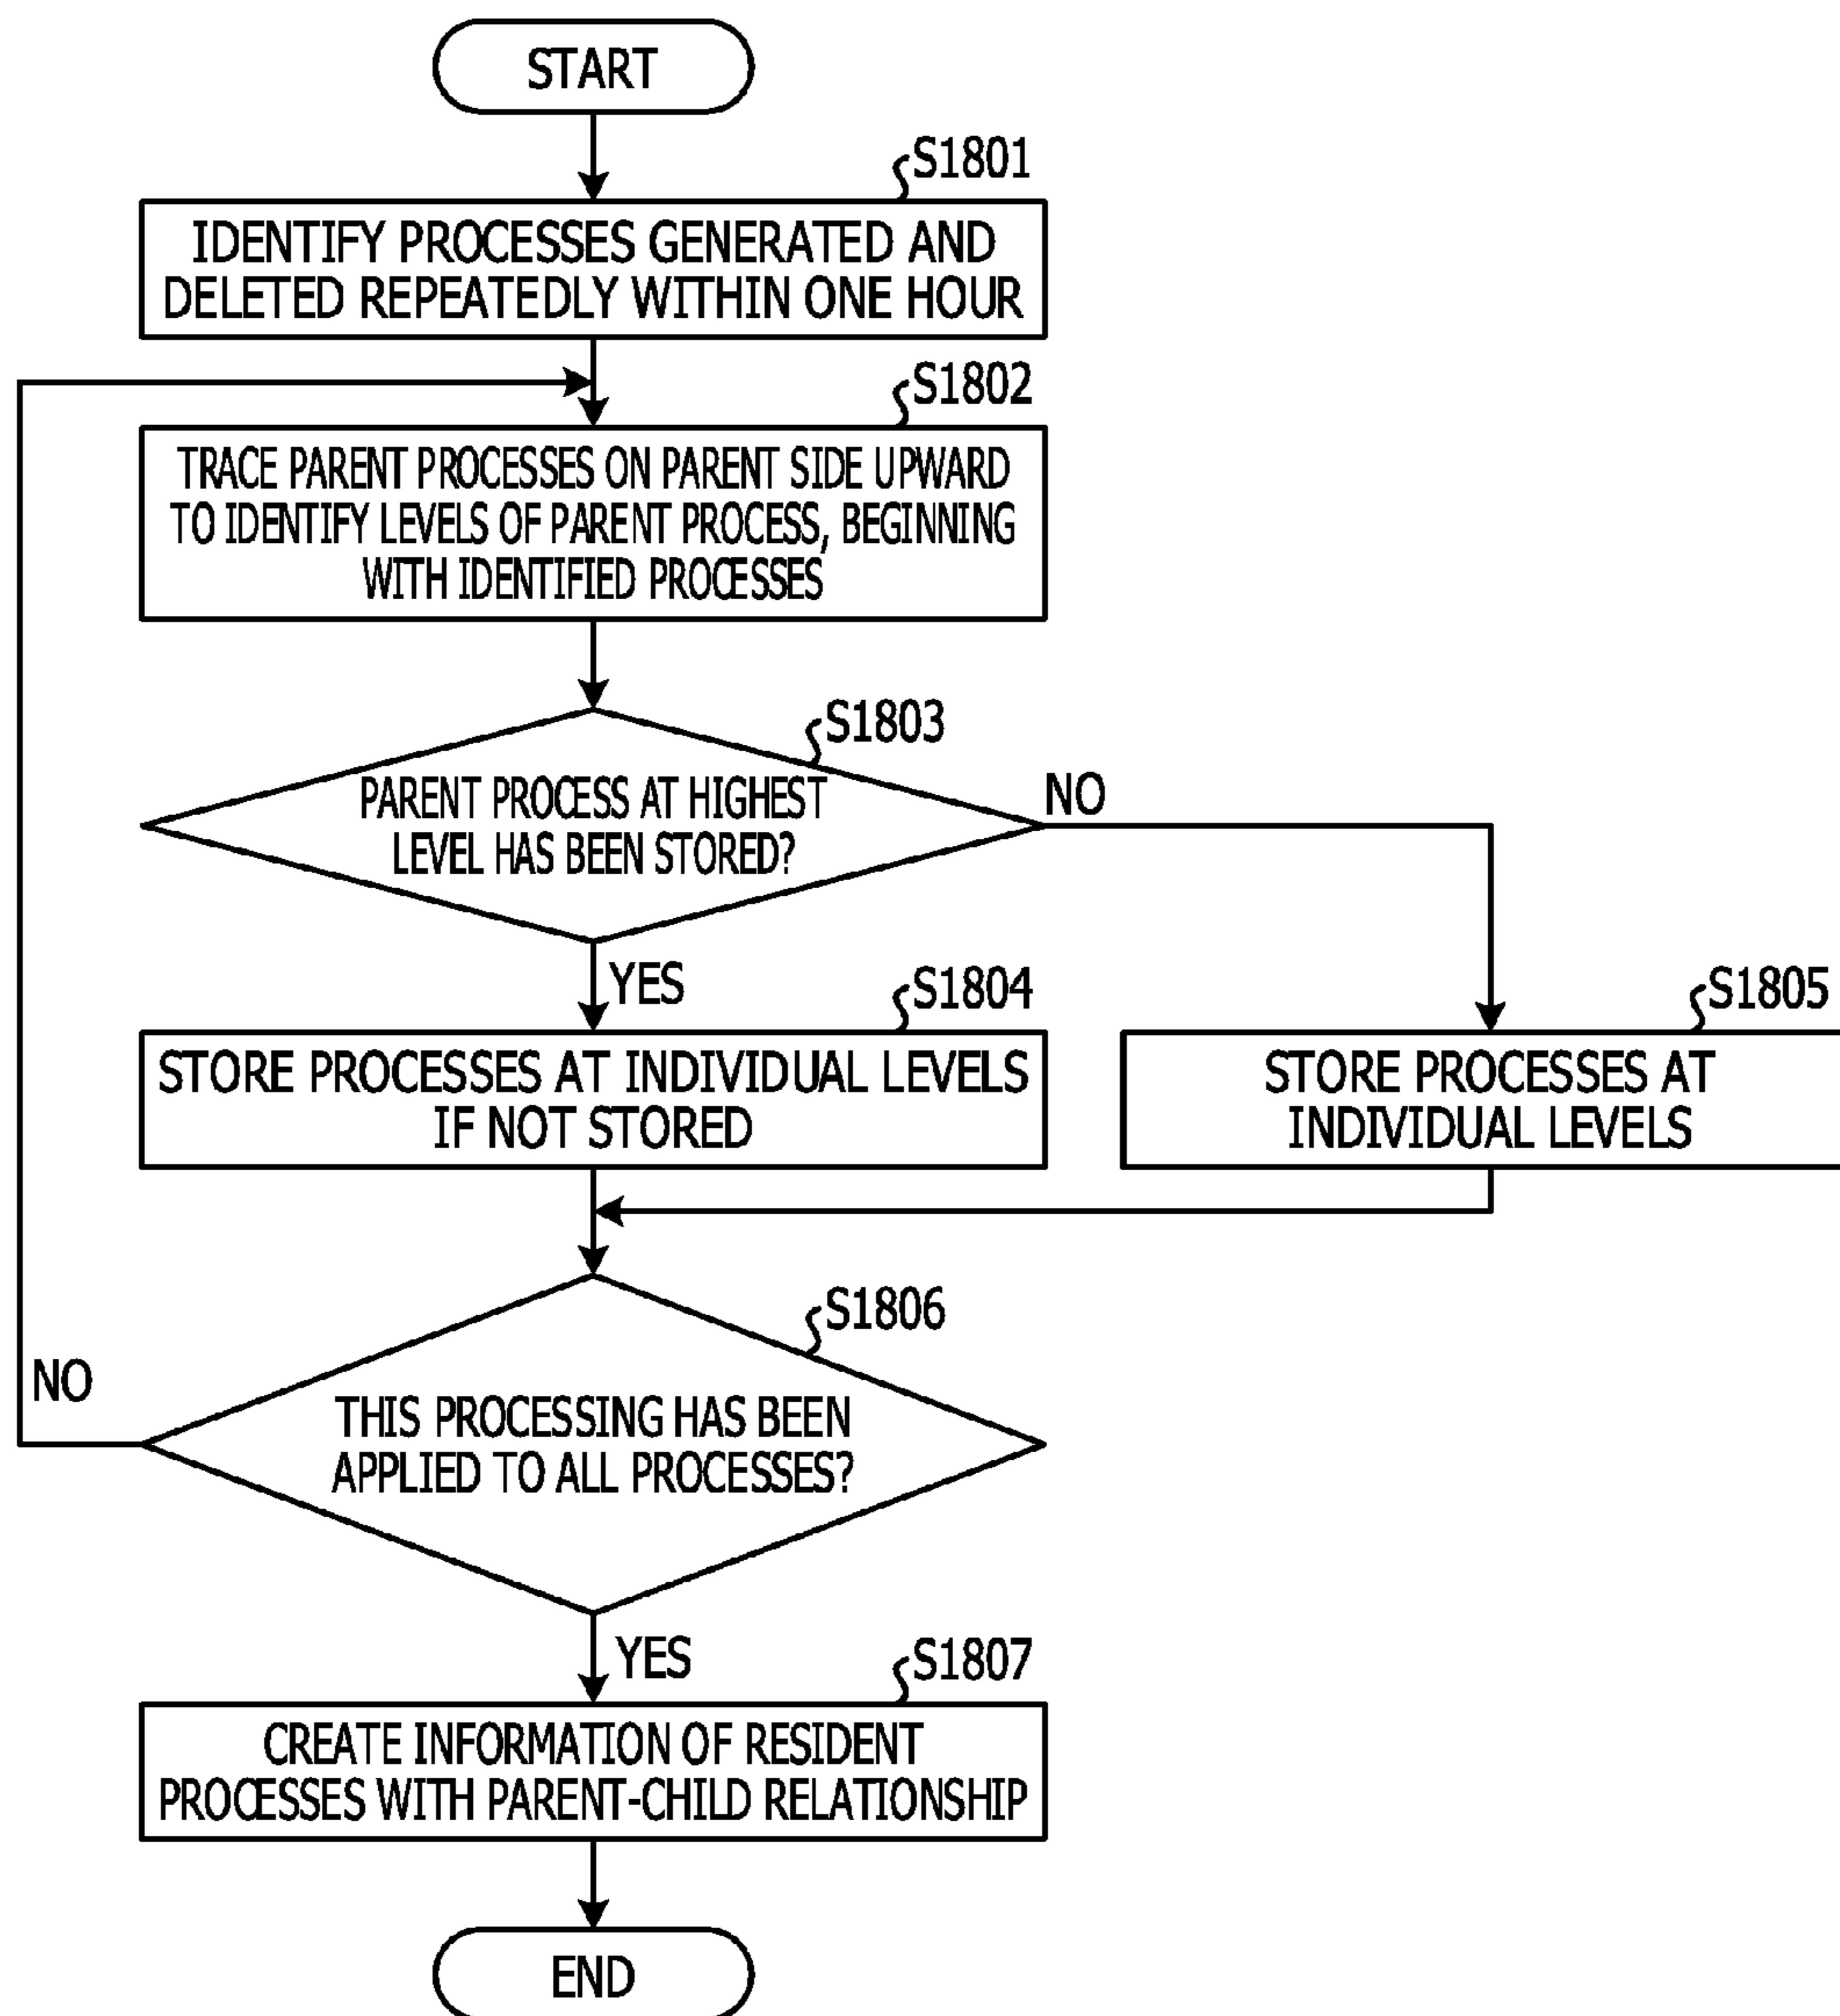 START
S1801
IDENTIFY PROCESSES GENERATED AND
DELETED REPEATEDLY WITHIN ONE HOUR
S1802
TRACE PARENT PROCESSES ON PARENT SIDE UPWARD
TO IDENTIFY LEVELS OF PARENT PROCESS, BEGINNING
WITH IDENTIFIED PROCESSES
S1803
PARENT PROCESS AT HIGHEST
LEVEL HAS BEEN STORED?
NO
YES
S1804
STORE PROCESSES AT INDIVIDUAL LEVELS
IF NOT STORED
S1805
STORE PROCESSES AT
INDIVIDUAL LEVELS
S1806
THIS PROCESSING HAS BEEN
APPLIED TO ALL PROCESSES?
NO
YES
S1807
CREATE INFORMATION OF RESIDENT
PROCESSES WITH PARENT-CHILD RELATIONSHIP
END